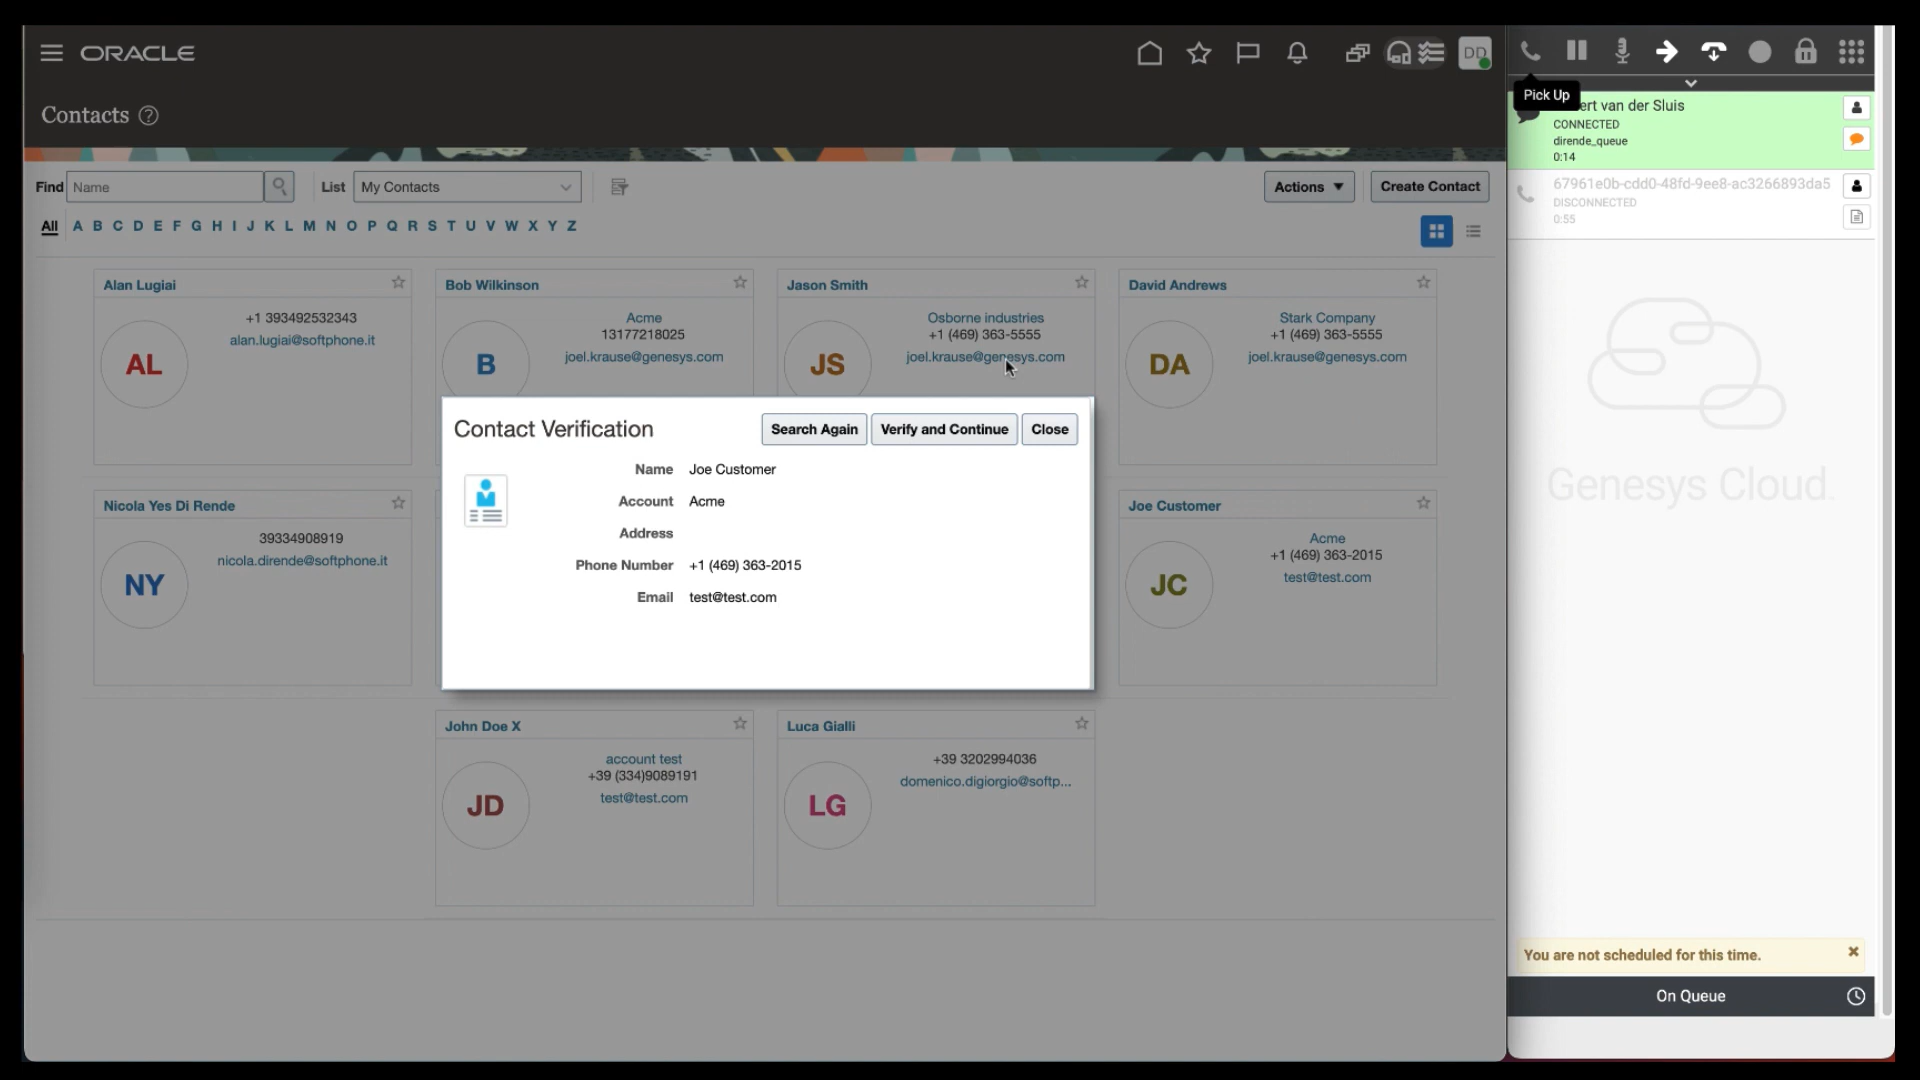 ORACLE
DD
Contacts ?
Find Name List My Contacts Actions Create Contact
All A B C D E F G H I J K L M N O P Q R S T U V W X Y Z
Alan Lugiai
AL
+1 393492532343
alan.lugiai@softphone.it
Bob Wilkinson
B
Acme
13177218025
joel.krause@genesys.com
Jason Smith
JS
Osborne industries
+1 (469) 363-5555
joel.krause@genesys.com
David Andrews
DA
Stark Company
+1 (469) 363-5555
joel.krause@genesys.com
Contact Verification
Search Again Verify and Continue Close
Name Joe Customer
Account Acme
Address
Phone Number +1 (469) 363-2015
Email test@test.com
Nicola Yes Di Rende
NY
39334908919
nicola.dirende@softphone.it
Joe Customer
JC
Acme
+1 (469) 363-2015
test@test.com
John Doe X
JD
account test
+39 (334)9089191
test@test.com
Luca Gialli
LG
+39 3202994036
domenico.digiorgio@softp...
Pick Up
ert van der Sluis
CONNECTED
dirende_queue
0:14
67961e0b-cdd0-48fd-9ee8-ac3266893da5
DISCONNECTED
0:55
Genesys Cloud.
You are not scheduled for this time.
On Queue